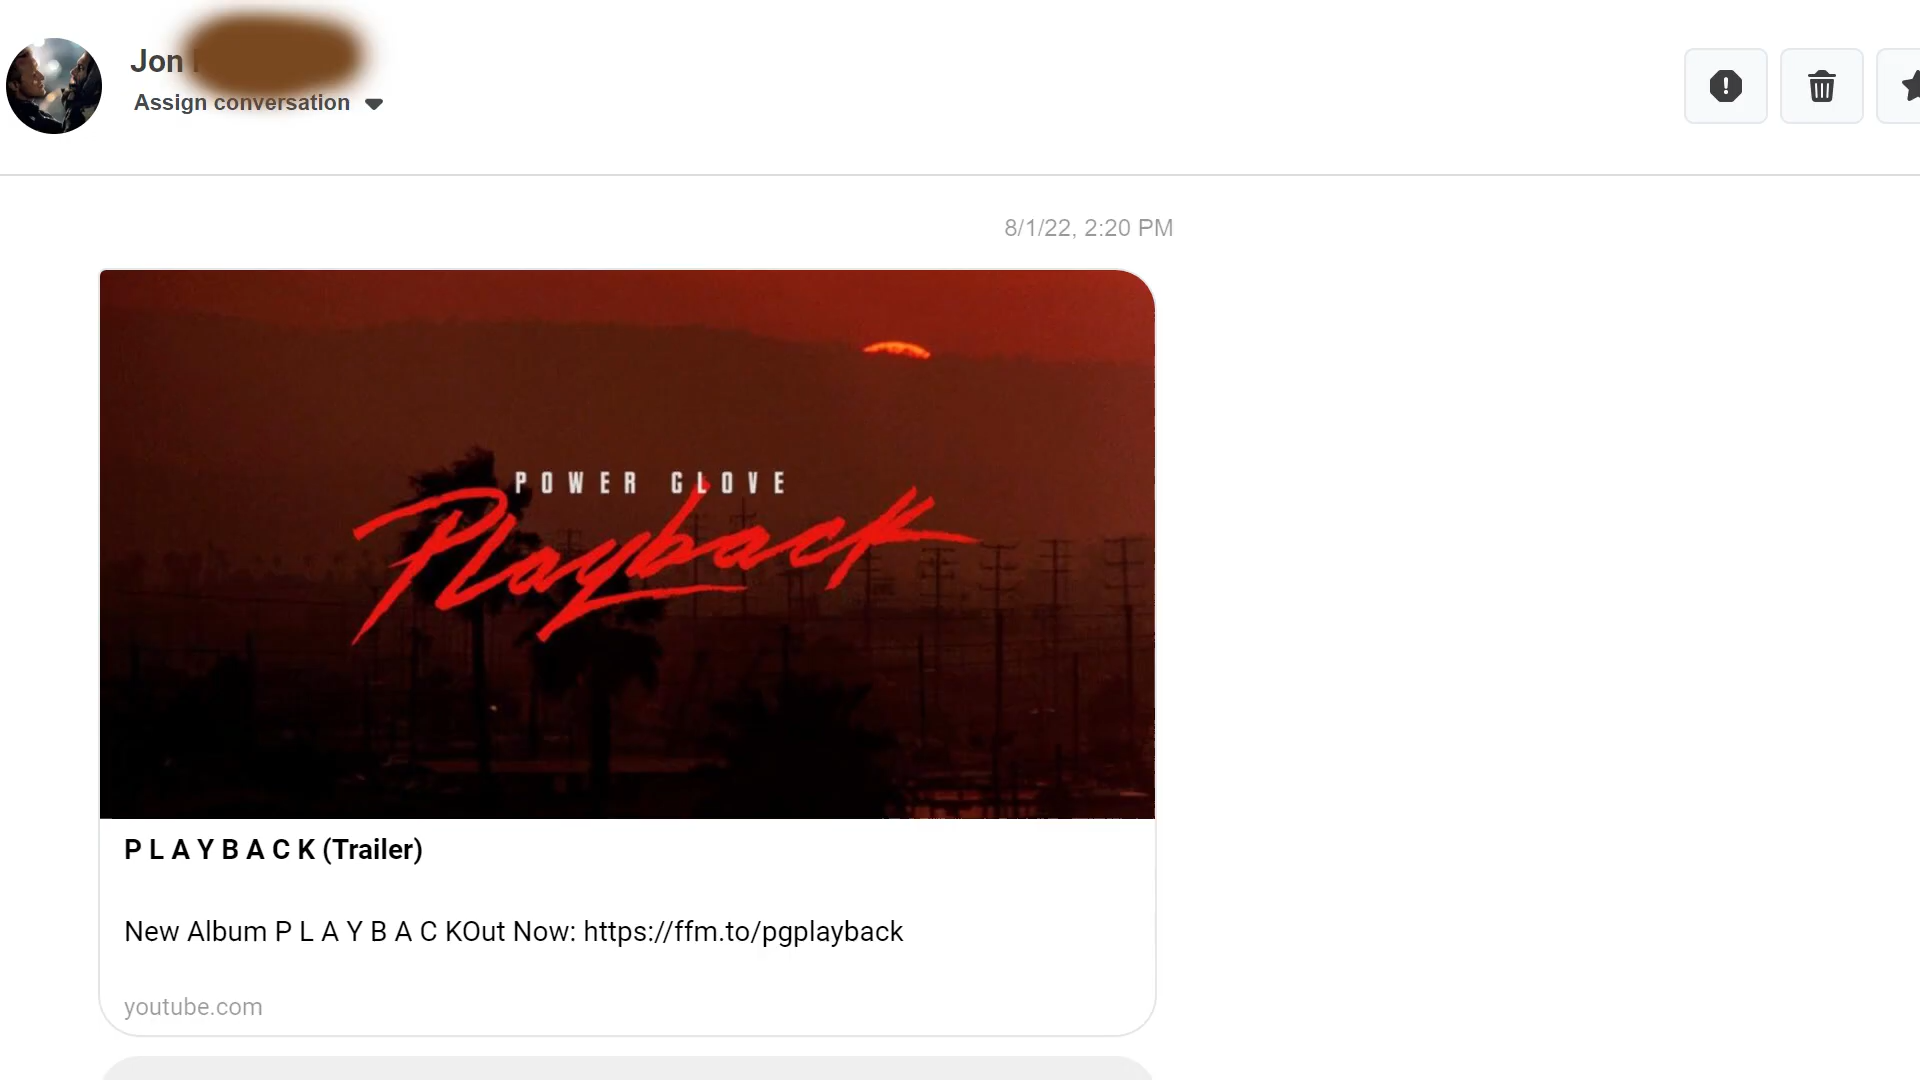 Jon
Assign conversation
8/1/22, 2:20 PM
POWER GLOVE
Playback
P L A Y B A C K (Trailer)
New Album P L A Y B A C KOut Now: https://ffm.to/pgplayback
youtube.com